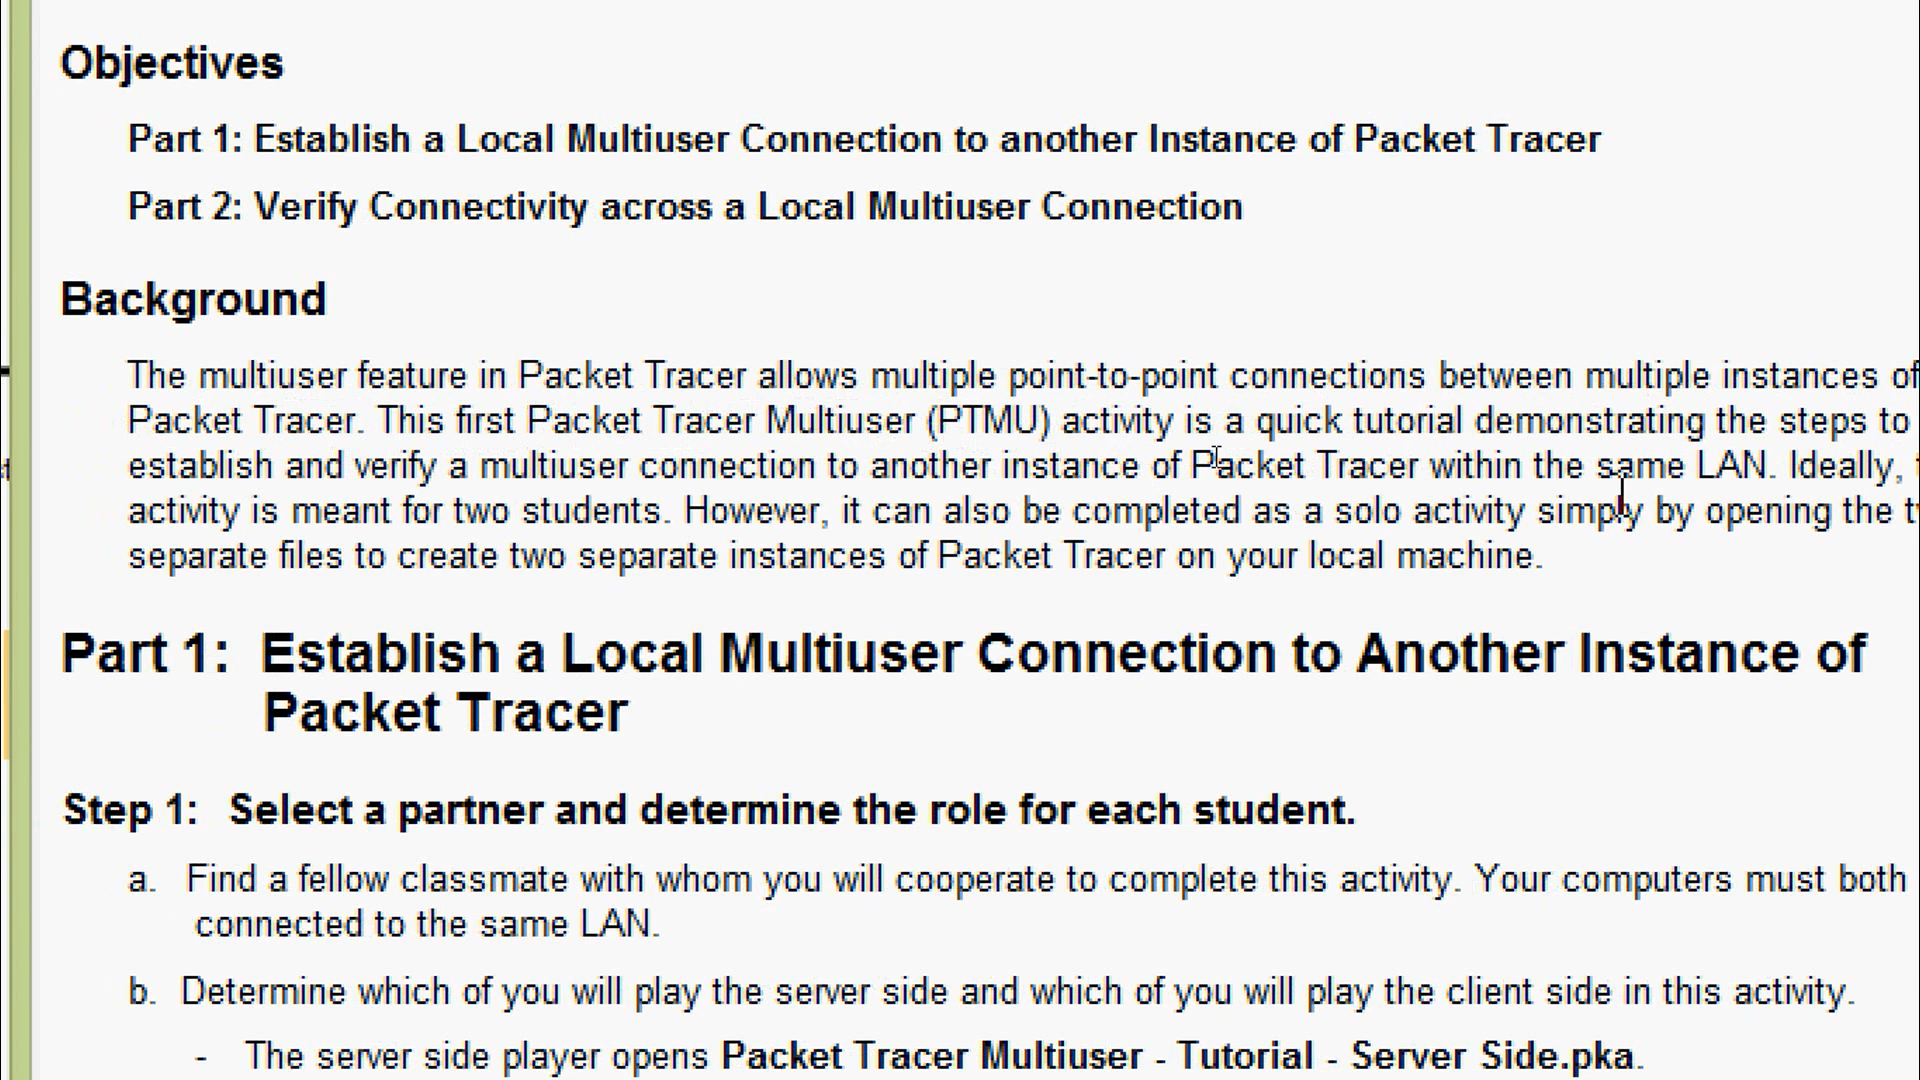 Objectives
Part 1: Establish a Local Multiuser Connection to another Instance of Packet Tracer
Part 2: Verify Connectivity across a Local Multiuser Connection
Background
The multiuser feature in Packet Tracer allows multiple point-to-point connections between multiple instances of
Packet Tracer. This first Packet Tracer Multiuser (PTMU) activity is a quick tutorial demonstrating the steps to
establish and verify a multiuser connection to another instance of Packet Tracer within the same LAN. Ideally,
activity is meant for two students. However, it can also be completed as a solo activity simply by opening the
separate files to create two separate instances of Packet Tracer on your local machine.
Part 1: Establish a Local Multiuser Connection to Another Instance of
Packet Tracer
Step 1: Select a partner and determine the role for each student.
a. Find a fellow classmate with whom you will cooperate to complete this activity. Your computers must both
connected to the same LAN.
b. Determine which of you will play the server side and which of you will play the client side in this activity.
- The server side player opens Packet Tracer Multiuser - Tutorial - Server Side.pka.